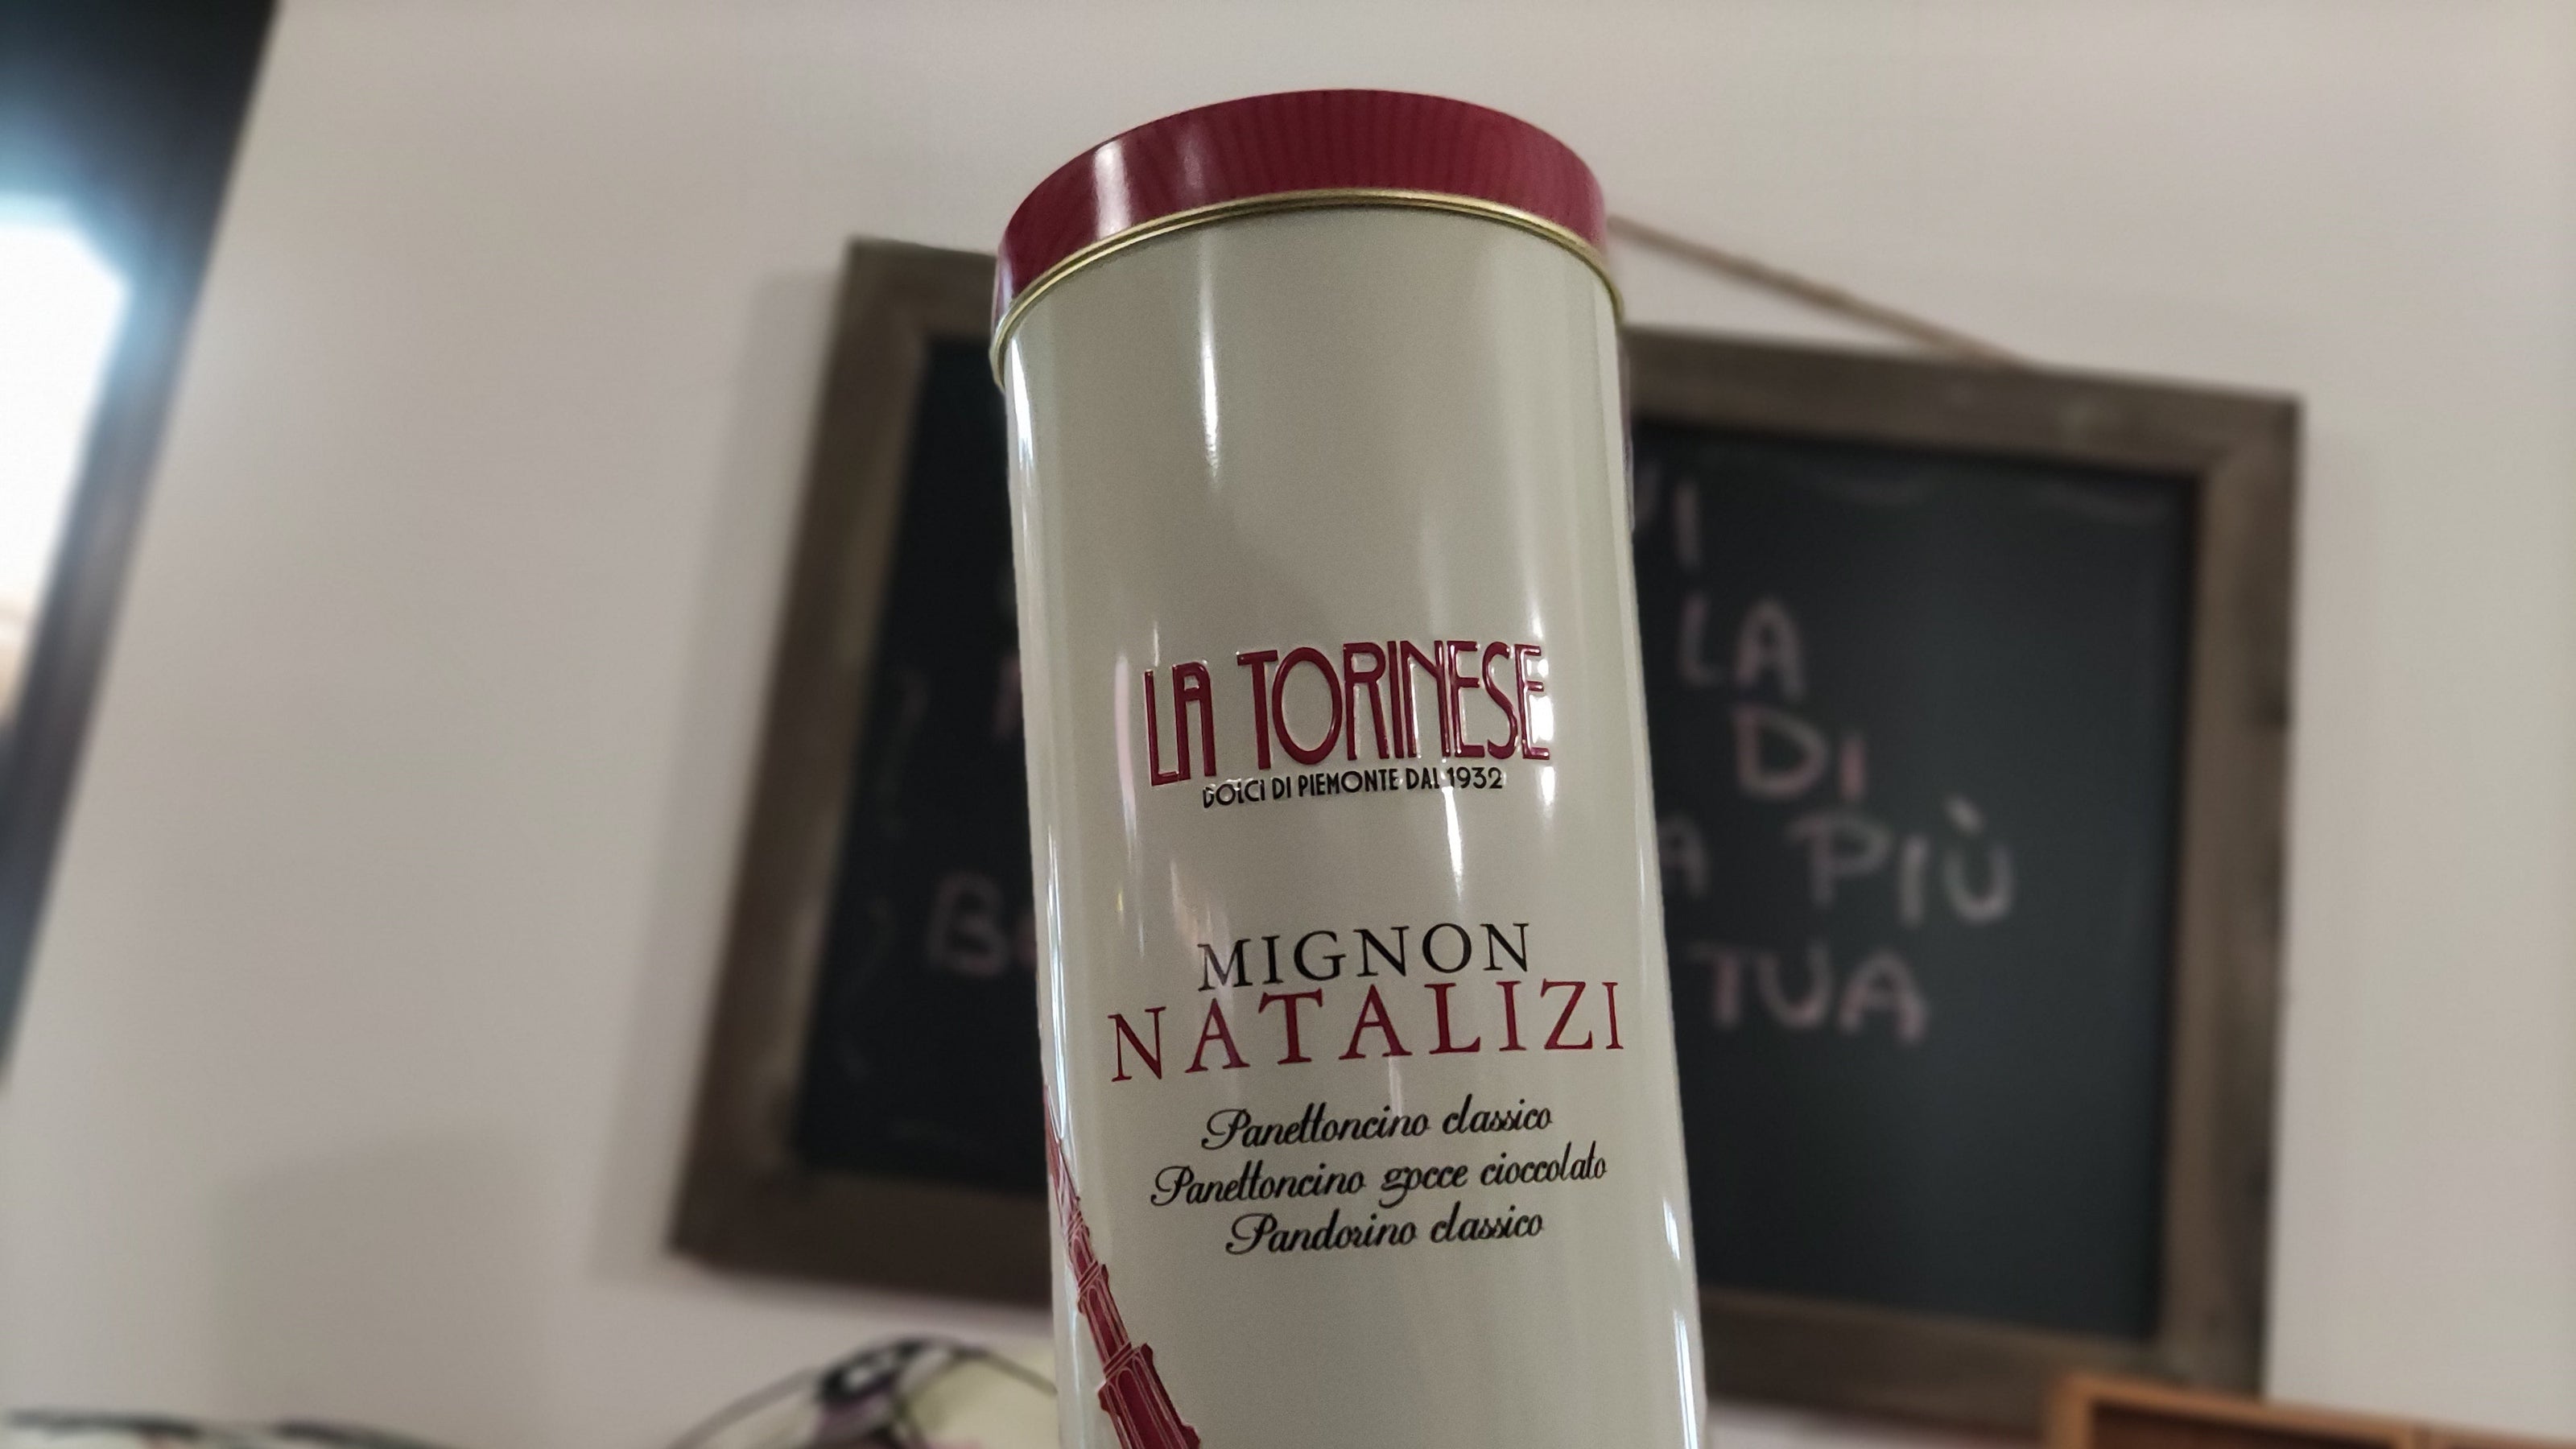 LA TORINESE
DOLCI DI PIEMONTE DAL 1932
MIGNON
NATALIZI
Panettoncino classico
Panettoncino gocce cioccolato
Pandorino classico
LA
DI
PIÙ
TUA